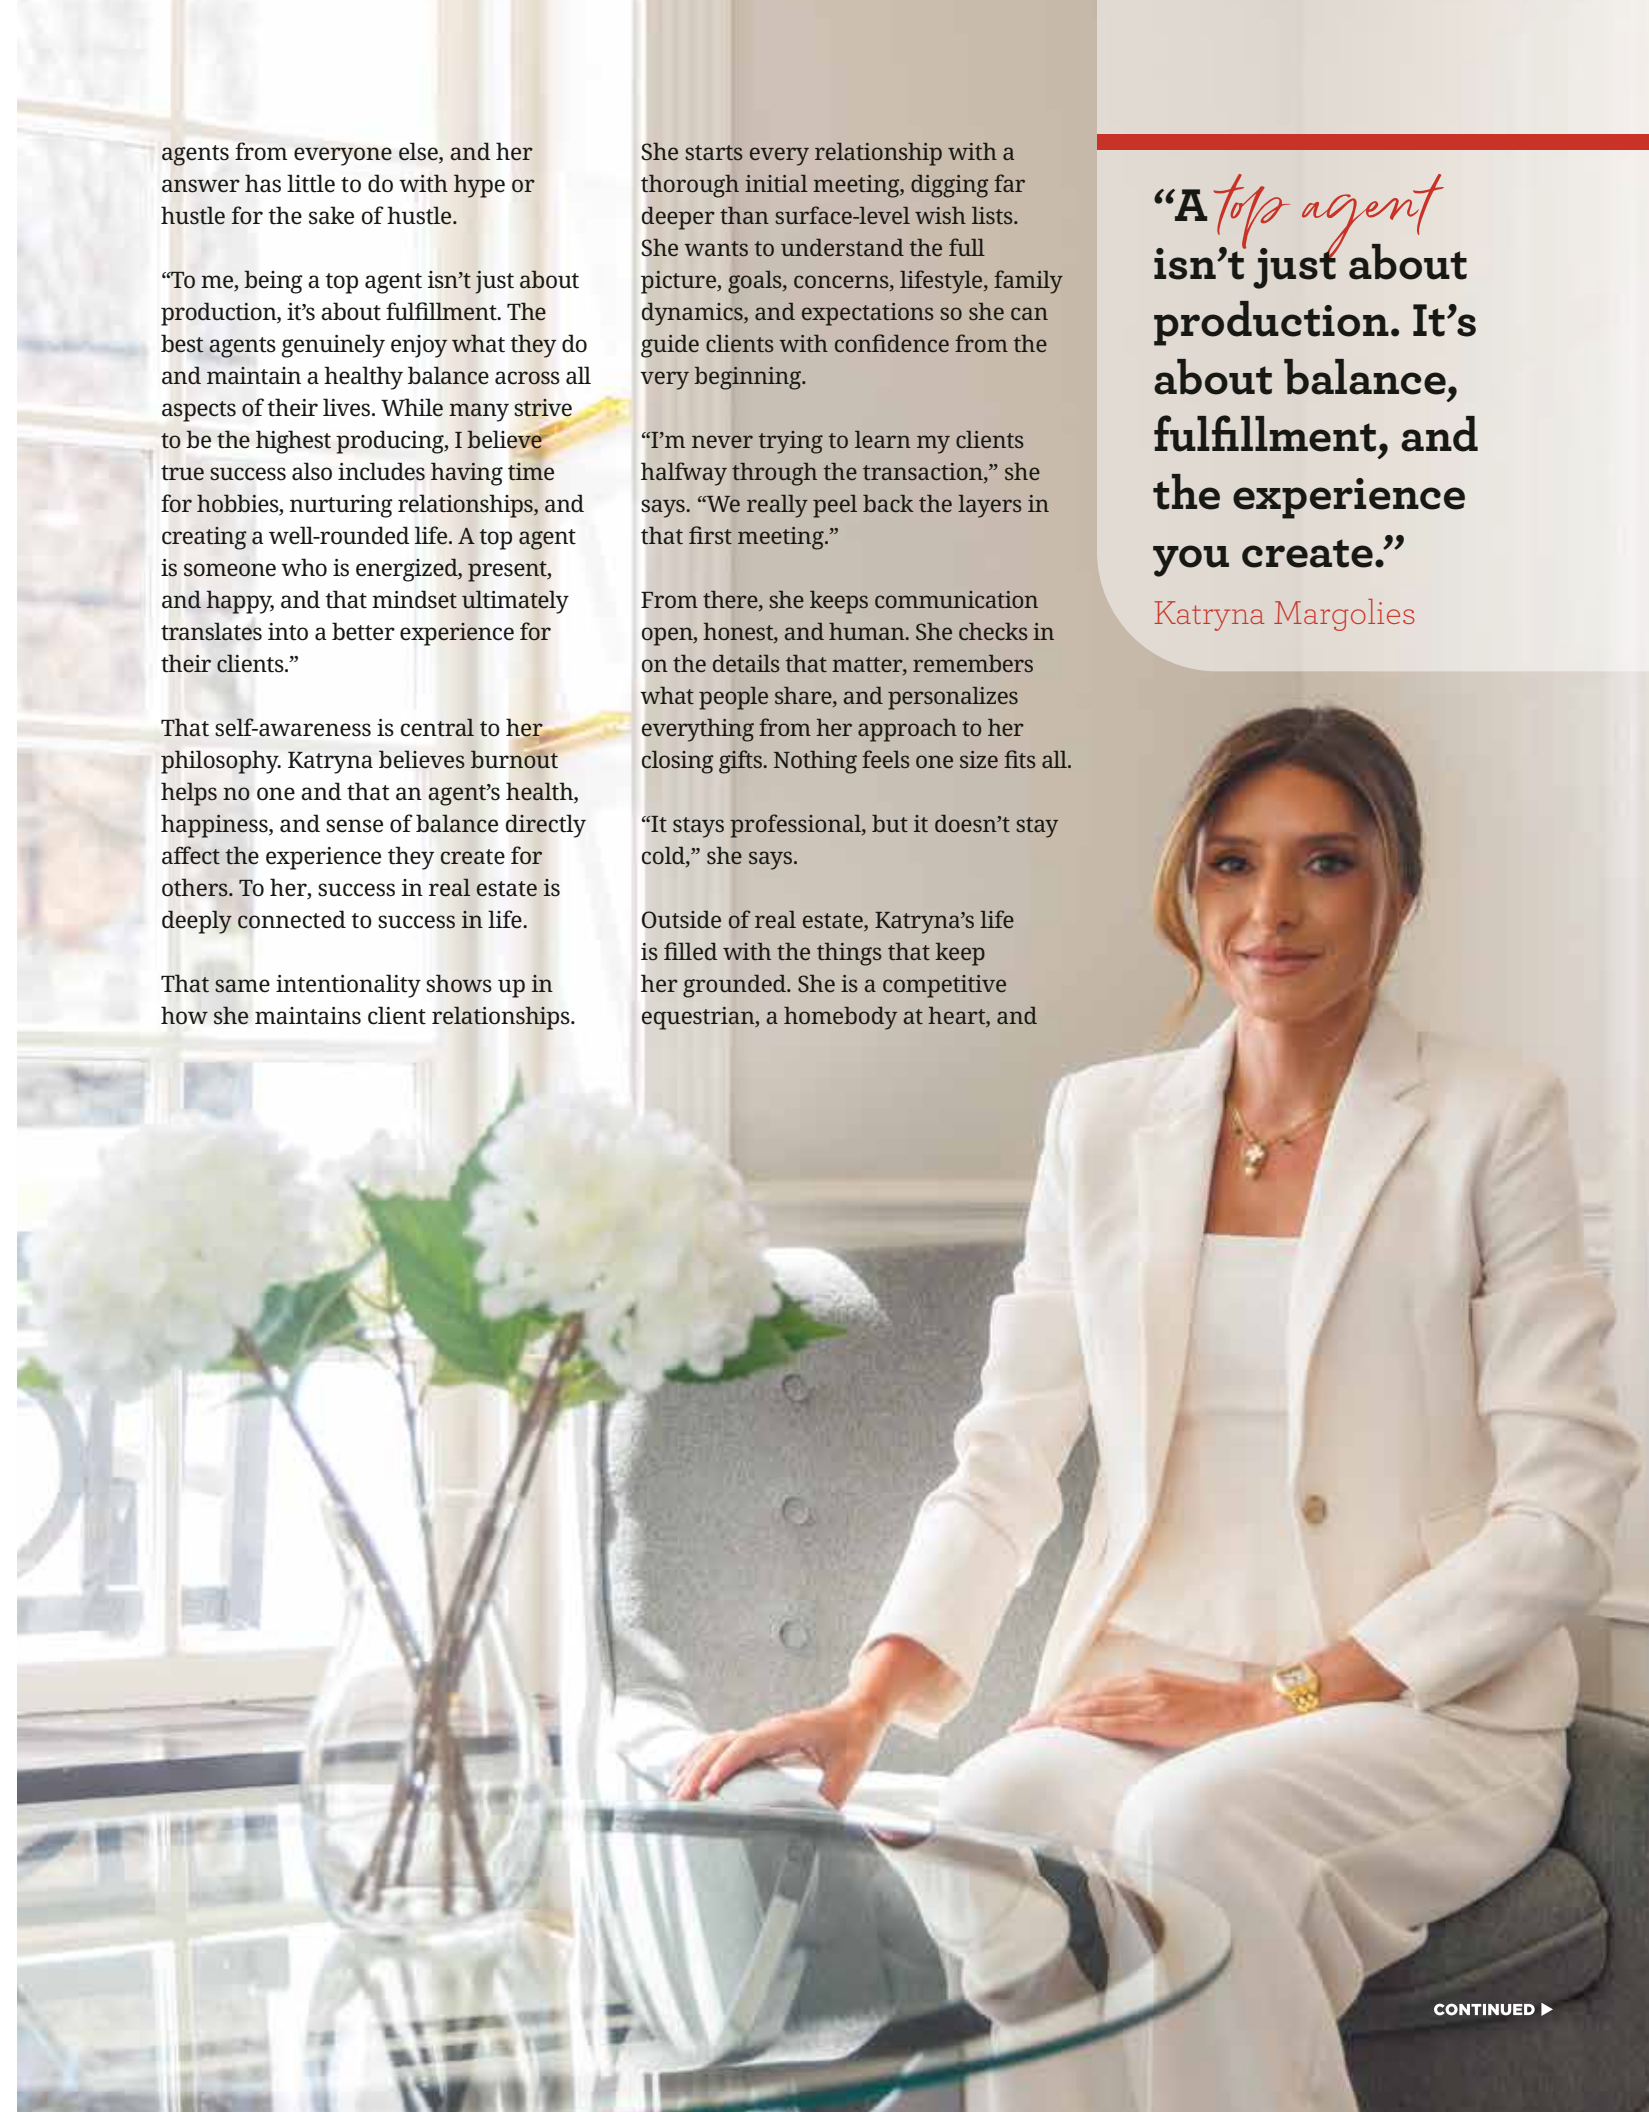 agents from everyone else, and her
answer has little to do with hype or
hustle for the sake of hustle.
“To me, being a top agent isn’t just about
production, it’s about fulfillment. The
best agents genuinely enjoy what they do
and maintain a healthy balance across all
aspects of their lives. While many strive
to be the highest producing, I believe
true success also includes having time
for hobbies, nurturing relationships, and
creating a well-rounded life. A top agent
is someone who is energized, present,
and happy, and that mindset ultimately
translates into a better experience for
their clients.”
That self-awareness is central to her
philosophy. Katryna believes burnout
helps no one and that an agent’s health,
happiness, and sense of balance directly
affect the experience they create for
others. To her, success in real estate is
deeply connected to success in life.
That same intentionality shows up in
how she maintains client relationships.
She starts every relationship with a
thorough initial meeting, digging far
deeper than surface-level wish lists.
She wants to understand the full
picture, goals, concerns, lifestyle, family
dynamics, and expectations so she can
guide clients with confidence from the
very beginning.
“I’m never trying to learn my clients
halfway through the transaction,” she
says. “We really peel back the layers in
that first meeting.”
From there, she keeps communication
open, honest, and human. She checks in
on the details that matter, remembers
what people share, and personalizes
everything from her approach to her
closing gifts. Nothing feels one size fits all.
“It stays professional, but it doesn’t stay
cold,” she says.
Outside of real estate, Katryna’s life
is filled with the things that keep
her grounded. She is a competitive
equestrian, a homebody at heart, and
“A top agent
isn’t just about
production. It’s
about balance,
fulfillment, and
the experience
you create.”
Katryna Margolies
CONTINUED ▶